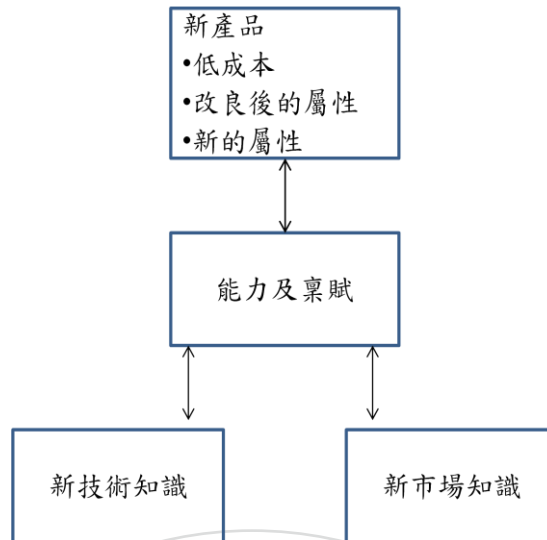 新產品
•低成本
•改良後的屬性
•新的屬性
能力及稟賦
新技術知識
新市場知識